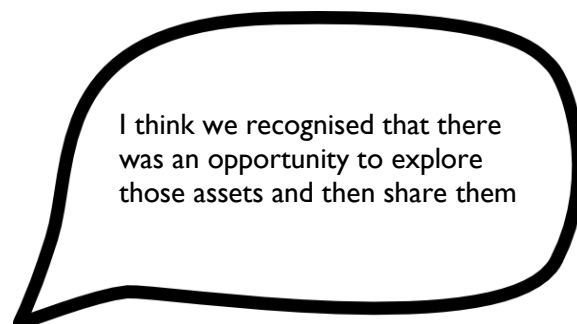 I think we recognised that there
was an opportunity to explore
those assets and then share them